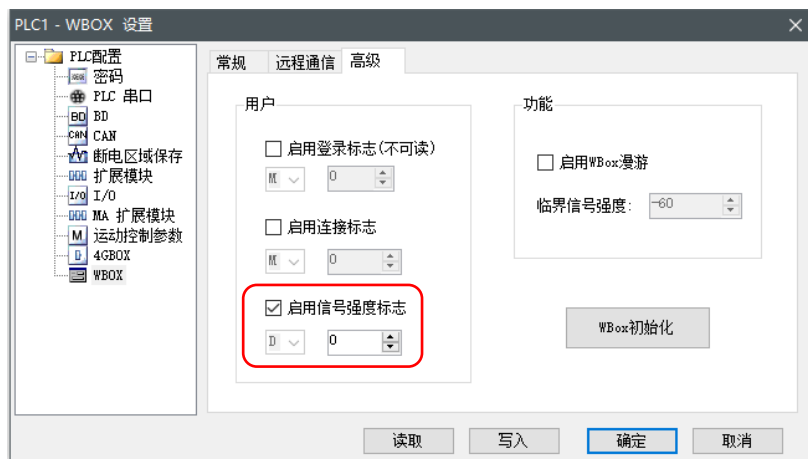 PLC1 - WBOX 设置
PLC配置
密码
PLC 串口
BD BD
CAN CAN
断电区域保存
扩展模块
I/O I/O
MA 扩展模块
M 运动控制参数
4GBOX
WBOX
常规 远程通信 高级
用户
启用登录标志(不可读)
M 0
启用连接标志
M 0
启用信号强度标志
D 0
功能
启用WBox漫游
临界信号强度: -60
WBox初始化
读取 写入 确定 取消